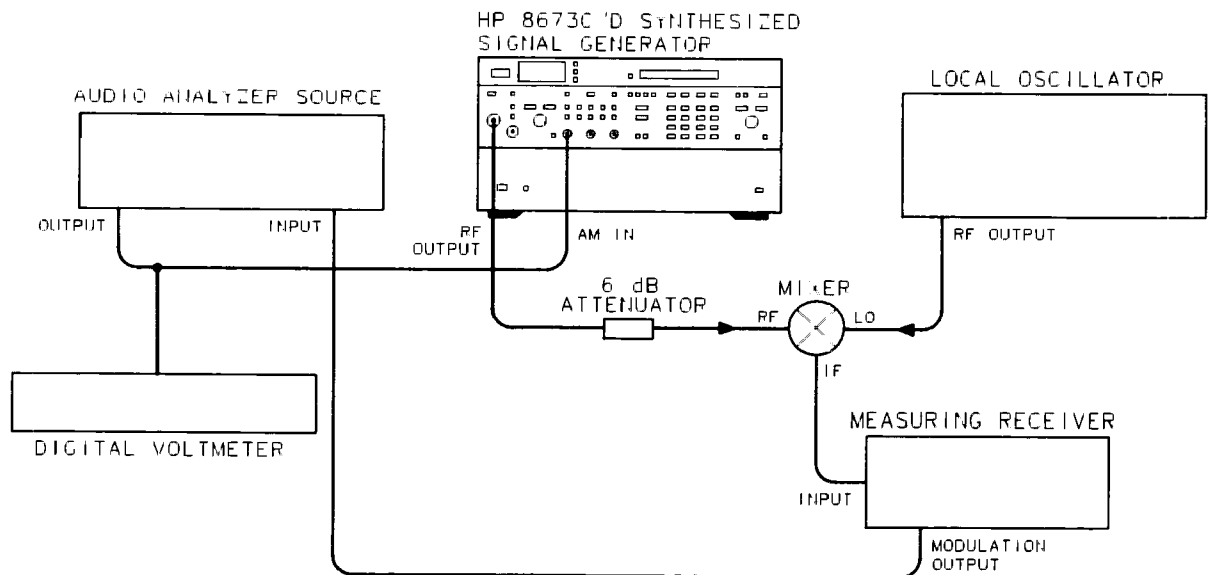 HP 8673C/D SYNTHESIZED
SIGNAL GENERATOR
AUDIO ANALYZER SOURCE
LOCAL OSCILLATOR
OUTPUT
INPUT
RF
OUTPUT
AM IN
RF OUTPUT
6 dB
ATTENUATOR
MIXER
RF
LO
IF
DIGITAL VOLTMETER
MEASURING RECEIVER
INPUT
MODULATION
OUTPUT